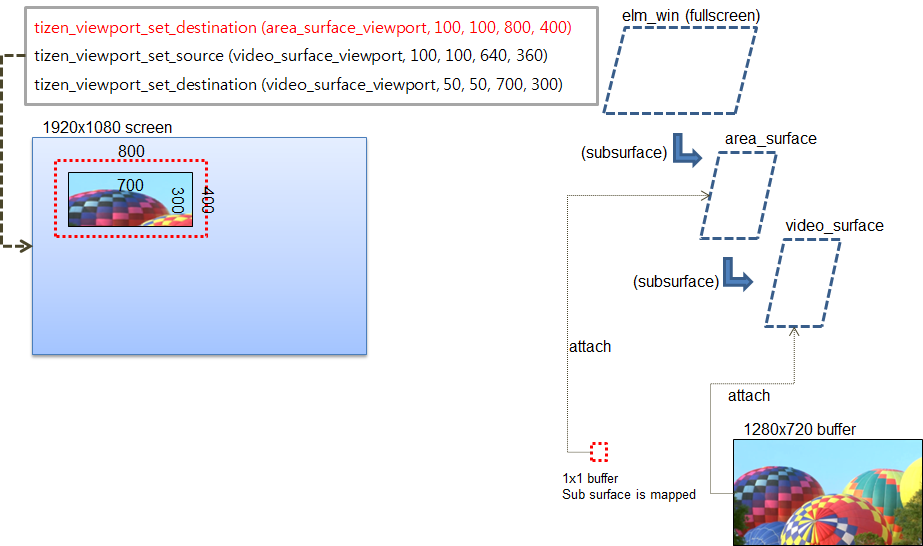 tizen_viewport_set_destination (area_surface_viewport, 100, 100, 800, 400)
tizen_viewport_set_source (video_surface_viewport, 100, 100, 640, 360)
tizen_viewport_set_destination (video_surface_viewport, 50, 50, 700, 300)
1920x1080 screen
800
700
300
400
elm_win (fullscreen)
(subsurface)
area_surface
video_surface
(subsurface)
attach
attach
1280x720 buffer
1x1 buffer
Sub surface is mapped